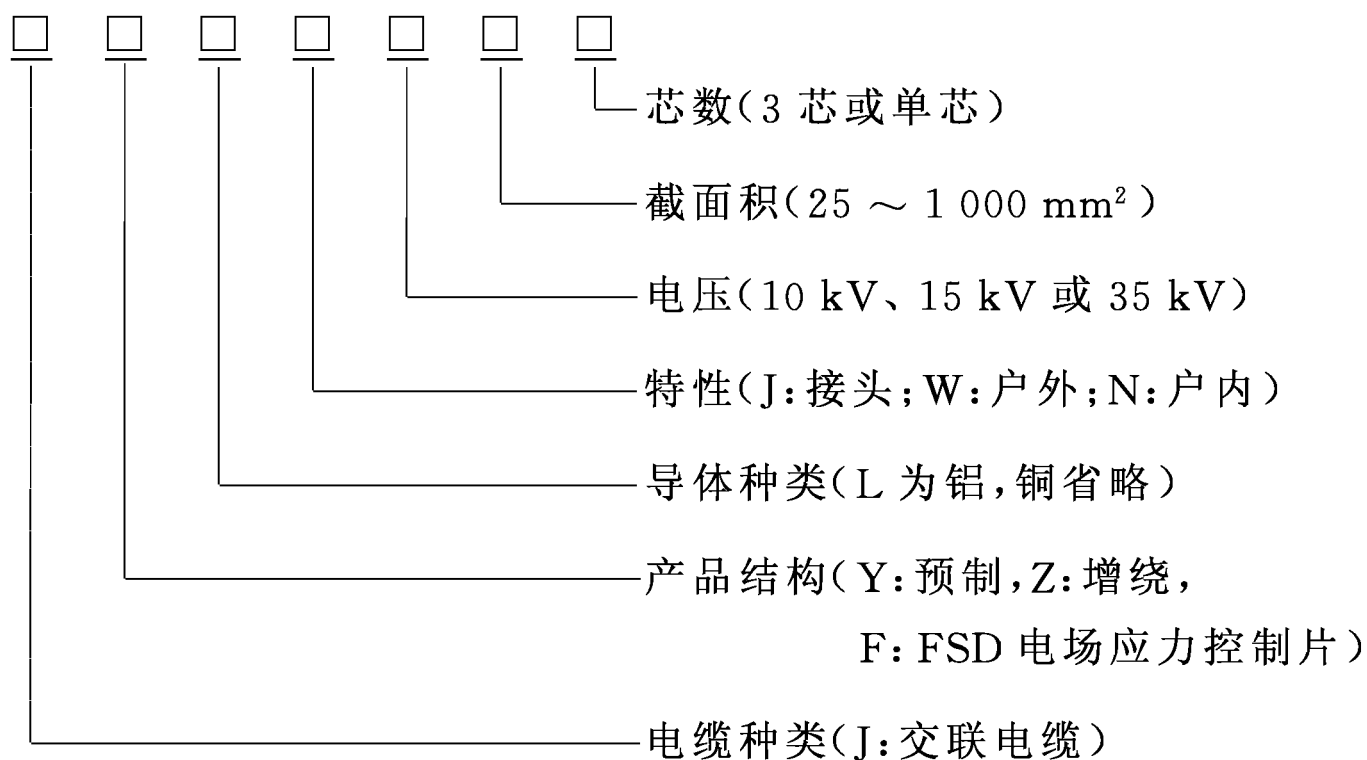 芯数(3 芯或单芯)
截面积(25 ～ 1 000 mm²)
电压(10 kV、15 kV 或 35 kV)
特性(J:接头;W:户外;N:户内)
导体种类(L 为铝,铜省略)
产品结构(Y:预制,Z:增绕,
F:FSD 电场应力控制片)
电缆种类(J:交联电缆)